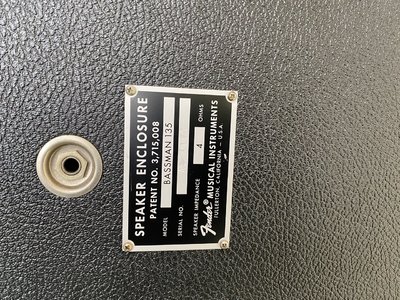 SPEAKER ENCLOSURE
PATENT NO. 3,715,008
MODEL BASSMAN 135
SERIAL NO.
SPEAKER IMPEDANCE 4 OHMS
Fender® MUSICAL INSTRUMENTS
FULLERTON, CALIFORNIA U.S.A.